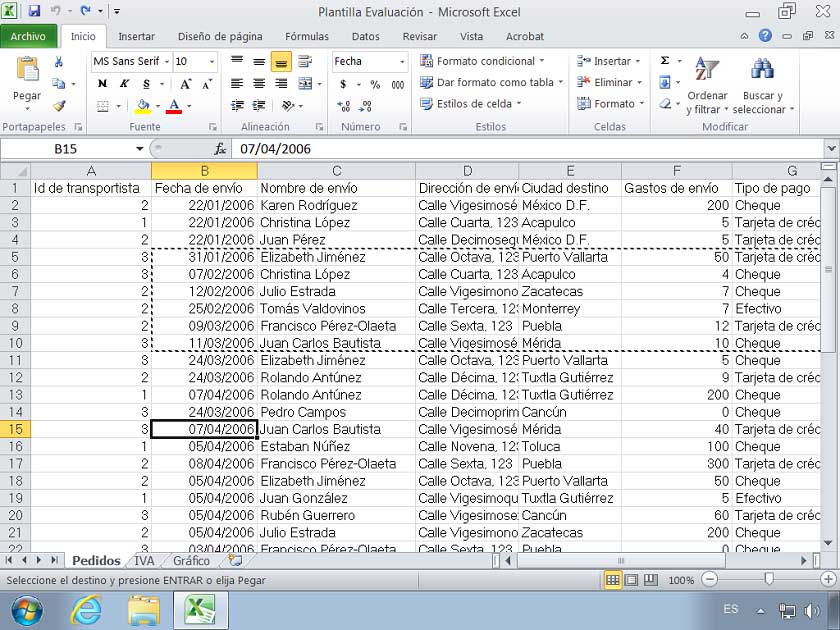 Plantilla Evaluación - Microsoft Excel
Archivo Inicio Insertar Diseño de página Fórmulas Datos Revisar Vista Acrobat
Pegar
Portapapeles
MS Sans Serif 10
N K S A A
A
Fuente
Alineación
Fecha
$ % 000
Número
Formato condicional
Dar formato como tabla
Estilos de celda
Estilos
Insertar
Eliminar
Formato
Celdas
Σ
Ordenar y filtrar
Buscar y seleccionar
Modificar
B15 fx 07/04/2006
A B C D E F G
1 Id de transportista Fecha de envío Nombre de envío Dirección de enví Ciudad destino Gastos de envío Tipo de pago
2 2 22/01/2006 Karen Rodríguez Calle Vigesimosé México D.F. 200 Cheque
3 1 22/01/2006 Christina López Calle Cuarta, 123 Acapulco 5 Tarjeta de créd
4 2 22/01/2006 Juan Pérez Calle Decimosegu México D.F. 5 Tarjeta de créd
5 3 31/01/2006 Elizabeth Jiménez Calle Octava, 123 Puerto Vallarta 50 Tarjeta de créd
6 3 07/02/2006 Christina López Calle Cuarta, 123 Acapulco 4 Cheque
7 2 12/02/2006 Julio Estrada Calle Vigesimono Zacatecas 7 Cheque
8 2 25/02/2006 Tomás Valdovinos Calle Tercera, 123 Monterrey 7 Efectivo
9 2 09/03/2006 Francisco Pérez-Olaeta Calle Sexta, 123 Puebla 12 Tarjeta de créd
10 3 11/03/2006 Juan Carlos Bautista Calle Vigesimosé Mérida 10 Cheque
11 3 24/03/2006 Elizabeth Jiménez Calle Octava, 123 Puerto Vallarta 5 Cheque
12 2 24/03/2006 Rolando Antúnez Calle Décima, 123 Tuxtla Gutiérrez 9 Tarjeta de créd
13 1 07/04/2006 Rolando Antúnez Calle Décima, 123 Tuxtla Gutiérrez 200 Cheque
14 3 24/03/2006 Pedro Campos Calle Decimoprim Cancún 0 Cheque
15 3 07/04/2006 Juan Carlos Bautista Calle Vigesimosé Mérida 40 Tarjeta de créd
16 1 05/04/2006 Estaban Núñez Calle Novena, 123 Toluca 100 Cheque
17 2 08/04/2006 Francisco Pérez-Olaeta Calle Sexta, 123 Puebla 300 Tarjeta de créd
18 2 05/04/2006 Elizabeth Jiménez Calle Octava, 123 Puerto Vallarta 50 Cheque
19 1 05/04/2006 Juan González Calle Vigesimoqu Tuxtla Gutiérrez 5 Efectivo
20 3 05/04/2006 Rubén Guerrero Calle Vigesimose Cancún 60 Tarjeta de créd
21 2 05/04/2006 Julio Estrada Calle Vigesimono Zacatecas 200 Cheque
22 3 03/04/2006 Francisco Pérez-Olaeta Calle Sexta, 123 Puebla 0 Cheque
Pedidos IVA Gráfico
Seleccione el destino y presione ENTRAR o elija Pegar 100%
ES